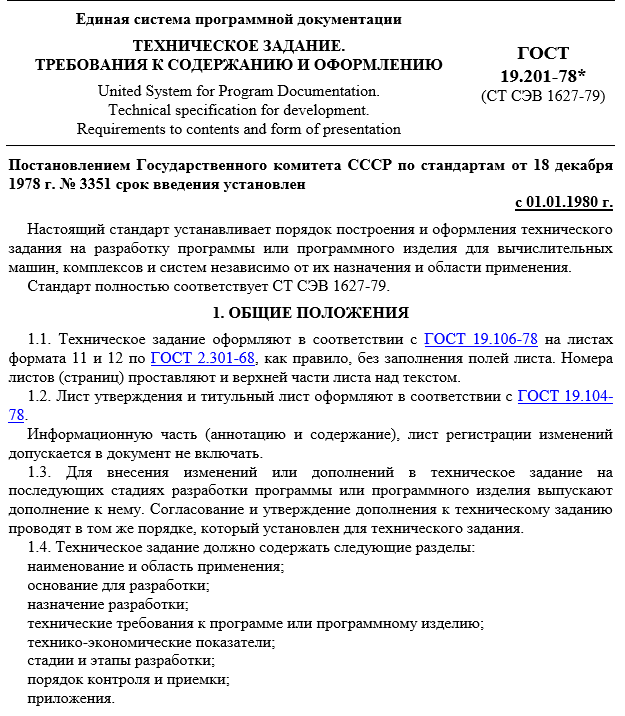 Единая система программной документации
ТЕХНИЧЕСКОЕ ЗАДАНИЕ.
ТРЕБОВАНИЯ К СОДЕРЖАНИЮ И ОФОРМЛЕНИЮ
United System for Program Documentation.
Technical specification for development.
Requirements to contents and form of presentation
ГОСТ
19.201-78*
(СТ СЭВ 1627-79)
Постановлением Государственного комитета СССР по стандартам от 18 декабря
1978 г. № 3351 срок введения установлен
с 01.01.1980 г.
Настоящий стандарт устанавливает порядок построения и оформления технического
задания на разработку программы или программного изделия для вычислительных
машин, комплексов и систем независимо от их назначения и области применения.
Стандарт полностью соответствует СТ СЭВ 1627-79.
1. ОБЩИЕ ПОЛОЖЕНИЯ
1.1. Техническое задание оформляют в соответствии с ГОСТ 19.106-78 на листах
формата 11 и 12 по ГОСТ 2.301-68, как правило, без заполнения полей листа. Номера
листов (страниц) проставляют и верхней части листа над текстом.
1.2. Лист утверждения и титульный лист оформляют в соответствии с ГОСТ 19.104-
78.
Информационную часть (аннотацию и содержание), лист регистрации изменений
допускается в документ не включать.
1.3. Для внесения изменений или дополнений в техническое задание на
последующих стадиях разработки программы или программного изделия выпускают
дополнение к нему. Согласование и утверждение дополнения к техническому заданию
проводят в том же порядке, который установлен для технического задания.
1.4. Техническое задание должно содержать следующие разделы:
наименование и область применения;
основание для разработки;
назначение разработки;
технические требования к программе или программному изделию;
технико-экономические показатели;
стадии и этапы разработки;
порядок контроля и приемки;
приложения.